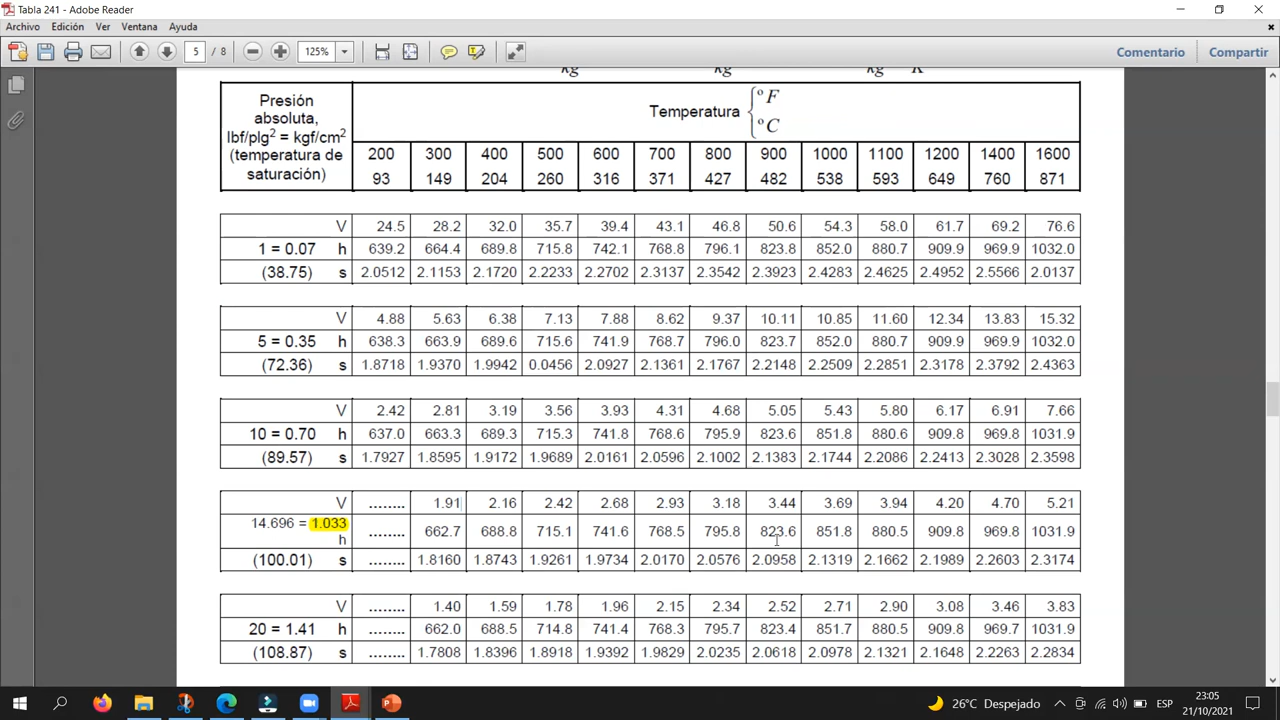 Tabla 241 - Adobe Reader
Archivo Edición Ver Ventana Ayuda
5 / 8 125% Comentario Compartir
kg kg kg K
Presión absoluta, lbf/plg² = kgf/cm² (temperatura de saturación) Temperatura { °F °C
200 300 400 500 600 700 800 900 1000 1100 1200 1400 1600
93 149 204 260 316 371 427 482 538 593 649 760 871
V 24.5 28.2 32.0 35.7 39.4 43.1 46.8 50.6 54.3 58.0 61.7 69.2 76.6
1 = 0.07 h 639.2 664.4 689.8 715.8 742.1 768.8 796.1 823.8 852.0 880.7 909.9 969.9 1032.0
(38.75) s 2.0512 2.1153 2.1720 2.2233 2.2702 2.3137 2.3542 2.3923 2.4283 2.4625 2.4952 2.5566 2.0137
V 4.88 5.63 6.38 7.13 7.88 8.62 9.37 10.11 10.85 11.60 12.34 13.83 15.32
5 = 0.35 h 638.3 663.9 689.6 715.6 741.9 768.7 796.0 823.7 852.0 880.7 909.9 969.9 1032.0
(72.36) s 1.8718 1.9370 1.9942 0.0456 2.0927 2.1361 2.1767 2.2148 2.2509 2.2851 2.3178 2.3792 2.4363
V 2.42 2.81 3.19 3.56 3.93 4.31 4.68 5.05 5.43 5.80 6.17 6.91 7.66
10 = 0.70 h 637.0 663.3 689.3 715.3 741.8 768.6 795.9 823.6 851.8 880.6 909.8 969.8 1031.9
(89.57) s 1.7927 1.8595 1.9172 1.9689 2.0161 2.0596 2.1002 2.1383 2.1744 2.2086 2.2413 2.3028 2.3598
V ........ 1.91 2.16 2.42 2.68 2.93 3.18 3.44 3.69 3.94 4.20 4.70 5.21
14.696 = 1.033 h ........ 662.7 688.8 715.1 741.6 768.5 795.8 823.6 851.8 880.5 909.8 969.8 1031.9
(100.01) s ........ 1.8160 1.8743 1.9261 1.9734 2.0170 2.0576 2.0958 2.1319 2.1662 2.1989 2.2603 2.3174
V ........ 1.40 1.59 1.78 1.96 2.15 2.34 2.52 2.71 2.90 3.08 3.46 3.83
20 = 1.41 h ........ 662.0 688.5 714.8 741.4 768.3 795.7 823.4 851.7 880.5 909.8 969.7 1031.9
(108.87) s ........ 1.7808 1.8396 1.8918 1.9392 1.9829 2.0235 2.0618 2.0978 2.1321 2.1648 2.2263 2.2834
26°C Despejado ESP 23:05
21/10/2021